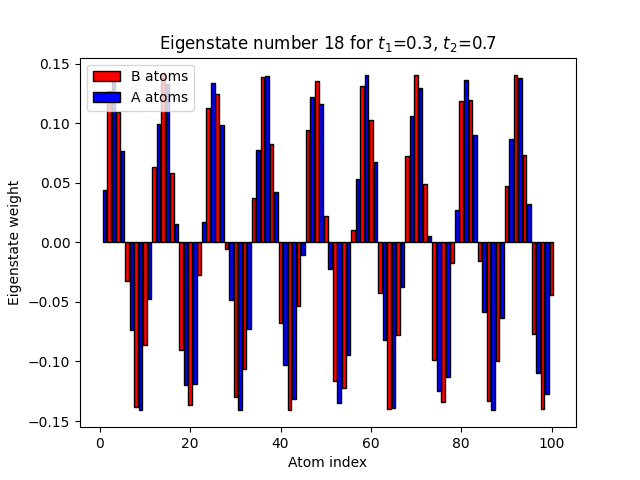 Eigenstate number 18 for t₁=0.3, t₂=0.7
B atoms
A atoms
Eigenstate weight
0.15
0.10
0.05
0.00
−0.05
−0.10
−0.15
0 20 40 60 80 100
Atom index